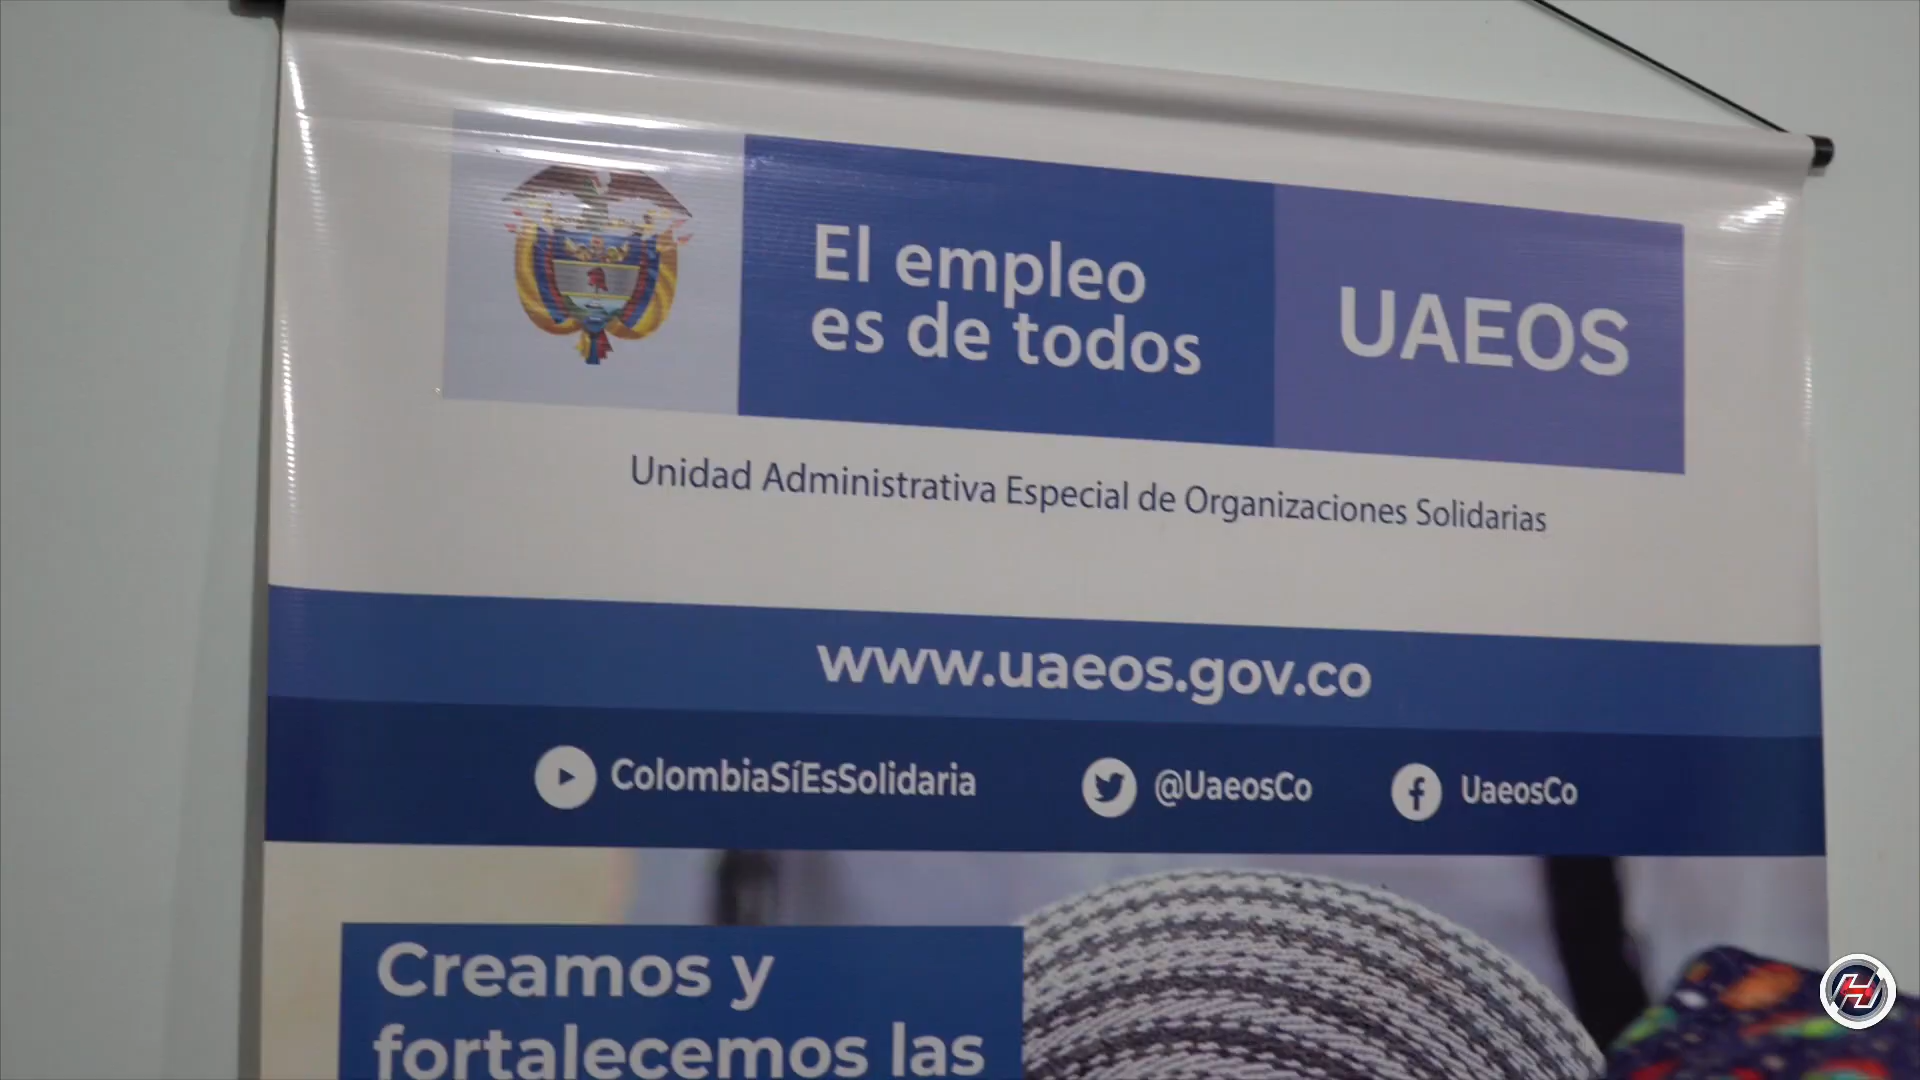 El empleo
es de todos
UAEOS
Unidad Administrativa Especial de Organizaciones Solidarias
www.uaeos.gov.co
ColombiaSíEsSolidaria
@UaeosCo
UaeosCo
Creamos y
fortalecemos las